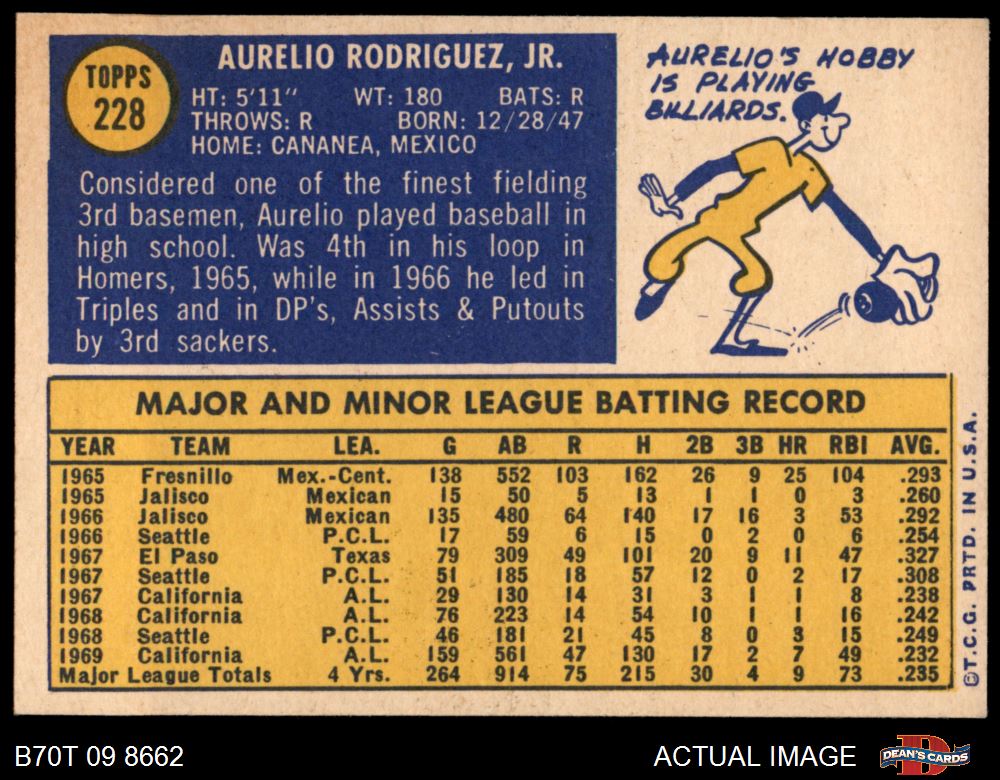 TOPPS
228
AURELIO RODRIGUEZ, JR.
HT: 5'11" WT: 180 BATS: R
THROWS: R BORN: 12/28/47
HOME: CANANEA, MEXICO
Considered one of the finest fielding
3rd basemen, Aurelio played baseball in
high school. Was 4th in his loop in
Homers, 1965, while in 1966 he led in
Triples and in DP's, Assists & Putouts
by 3rd sackers.
AURELIO'S HOBBY
IS PLAYING
BILLIARDS.
MAJOR AND MINOR LEAGUE BATTING RECORD
YEAR TEAM LEA. G AB R H 2B 3B HR RBI AVG.
1965 Fresnillo Mex.-Cent. 138 552 103 162 26 9 25 104 .293
1965 Jalisco Mexican 15 50 5 13 1 1 0 3 .260
1966 Jalisco Mexican 135 480 64 140 17 16 3 53 .292
1966 Seattle P.C.L. 17 59 6 15 0 2 0 6 .254
1967 El Paso Texas 79 309 49 101 20 9 11 47 .327
1967 Seattle P.C.L. 51 185 18 57 12 0 2 17 .308
1967 California A.L. 29 130 14 31 3 1 1 8 .238
1968 California A.L. 76 223 14 54 10 1 1 16 .242
1968 Seattle P.C.L. 46 181 21 45 8 0 3 15 .249
1969 California A.L. 159 561 47 130 17 2 7 49 .232
Major League Totals 4 Yrs. 264 914 75 215 30 4 9 73 .235
©T.C.G. PRTD. IN U.S.A.
B70T 09 8662
ACTUAL IMAGE
DEAN'S CARDS